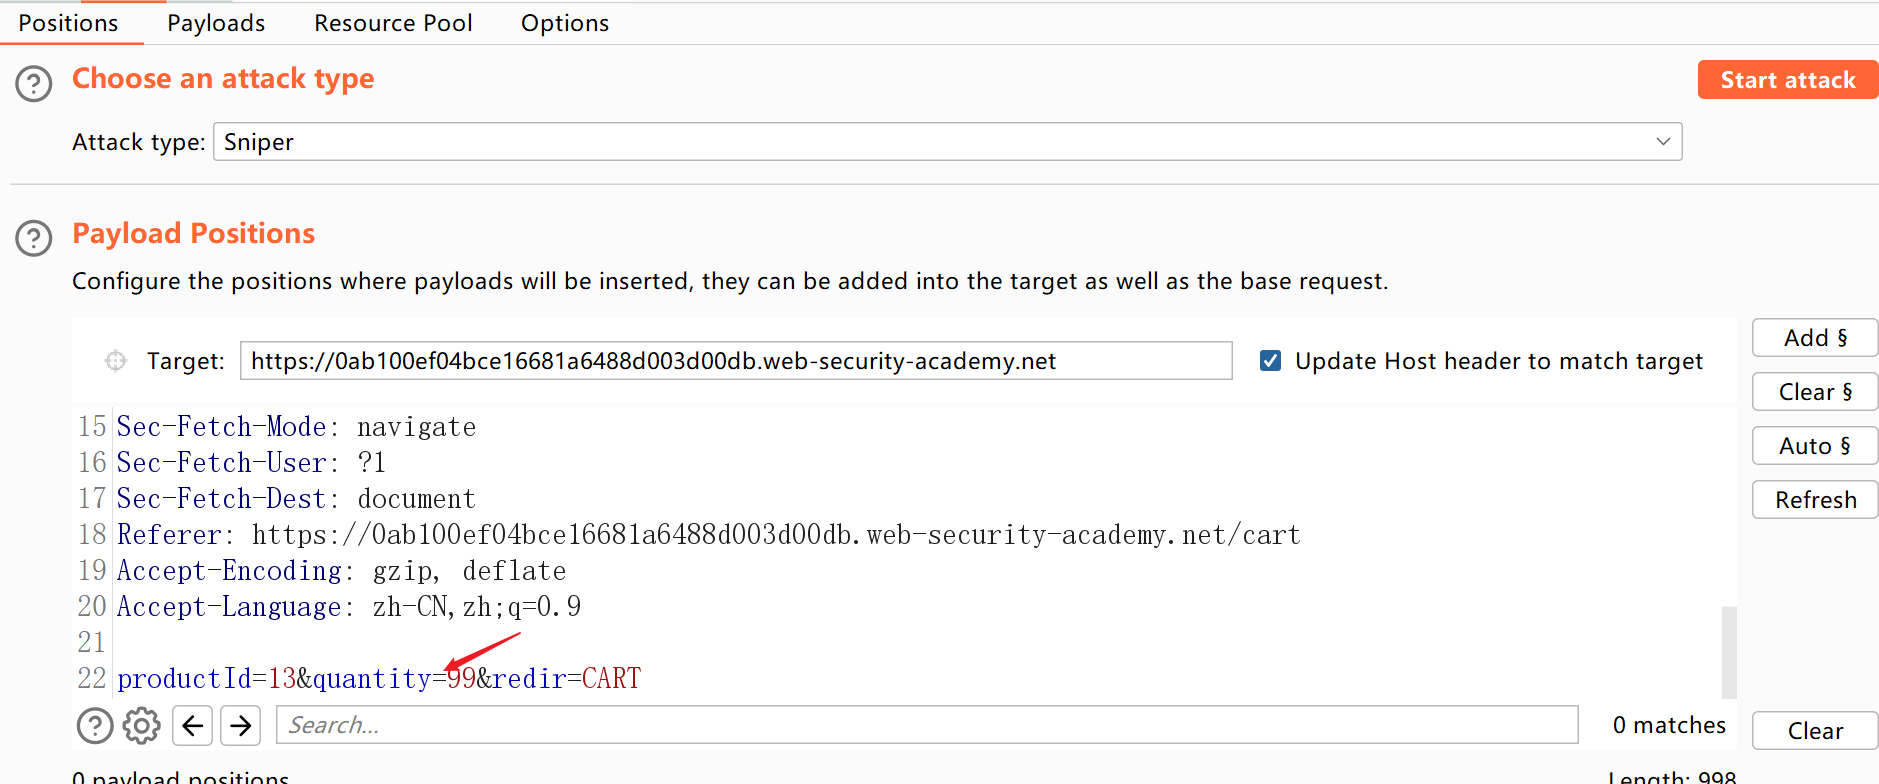 Positions Payloads Resource Pool Options
Choose an attack type
Start attack
Attack type: Sniper
Payload Positions
Configure the positions where payloads will be inserted, they can be added into the target as well as the base request.
Target: https://0ab100ef04bce16681a6488d003d00db.web-security-academy.net
Update Host header to match target
Add §
Clear §
Auto §
Refresh
15 Sec-Fetch-Mode: navigate
16 Sec-Fetch-User: ?1
17 Sec-Fetch-Dest: document
18 Referer: https://0ab100ef04bce16681a6488d003d00db.web-security-academy.net/cart
19 Accept-Encoding: gzip, deflate
20 Accept-Language: zh-CN,zh;q=0.9
21
22 productId=13&quantity=99&redir=CART
Search...
0 matches
Clear
0 payload positions
Length: 998